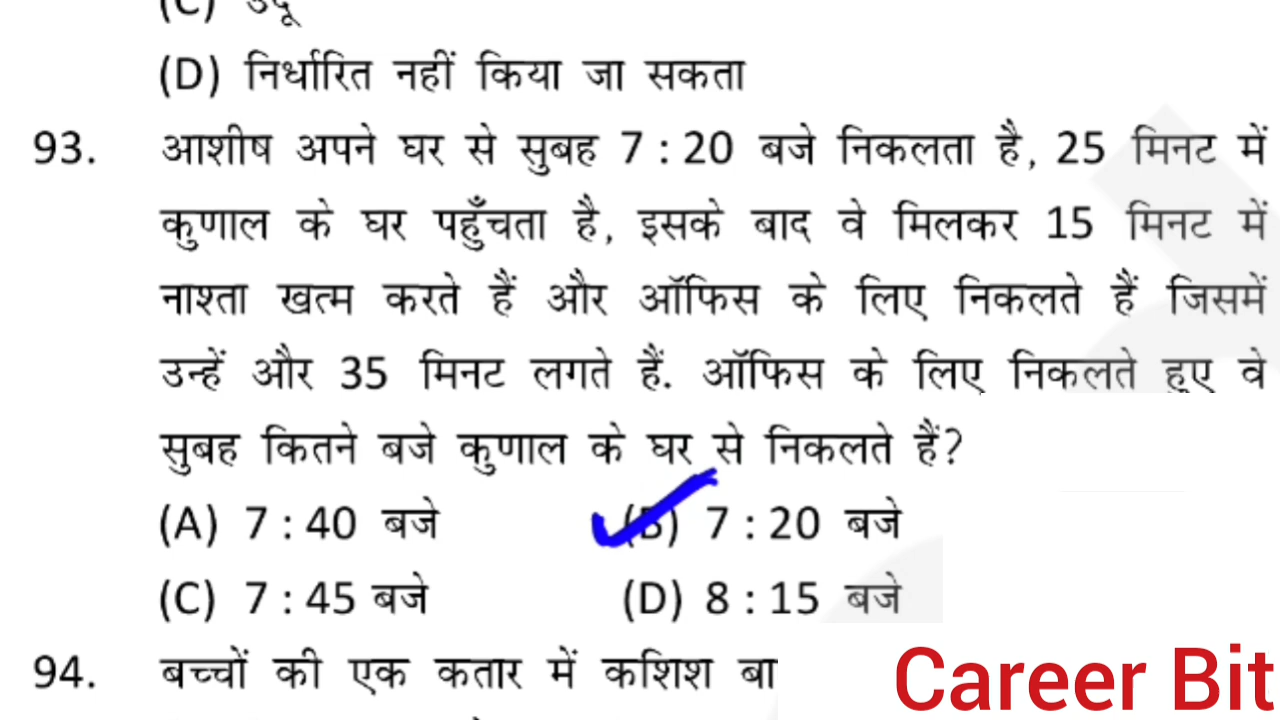 (C) उर्दू
(D) निर्धारित नहीं किया जा सकता
93. आशीष अपने घर से सुबह 7 : 20 बजे निकलता है, 25 मिनट में
कुणाल के घर पहुँचता है, इसके बाद वे मिलकर 15 मिनट में
नाश्ता खत्म करते हैं और ऑफिस के लिए निकलते हैं जिसमें
उन्हें और 35 मिनट लगते हैं. ऑफिस के लिए निकलते हुए वे
सुबह कितने बजे कुणाल के घर से निकलते हैं?
(A) 7 : 40 बजे (B) 7 : 20 बजे
(C) 7 : 45 बजे (D) 8 : 15 बजे
94. बच्चों की एक कतार में कशिश बा
Career Bit